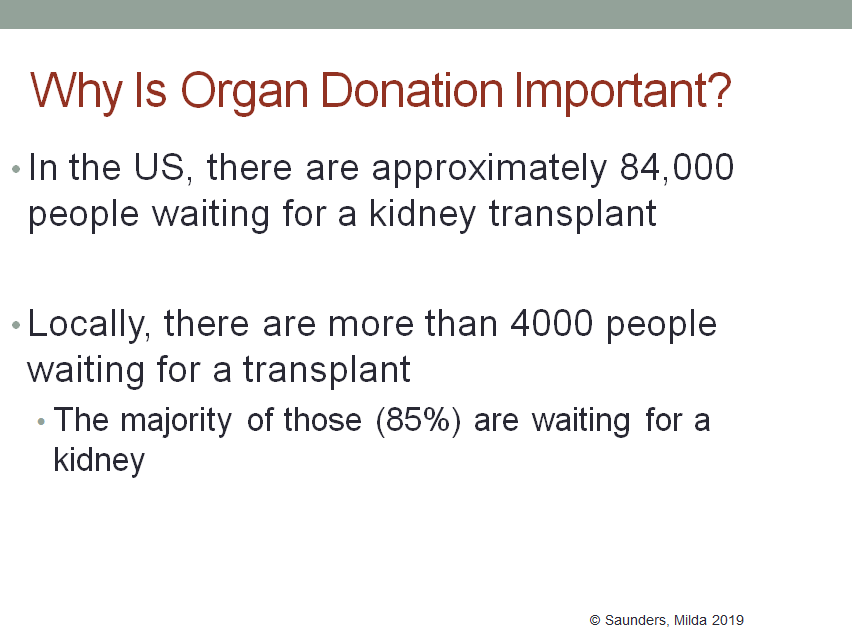 Why Is Organ Donation Important?
• In the US, there are approximately 84,000
people waiting for a kidney transplant
• Locally, there are more than 4000 people
waiting for a transplant
• The majority of those (85%) are waiting for a
kidney
© Saunders, Milda 2019